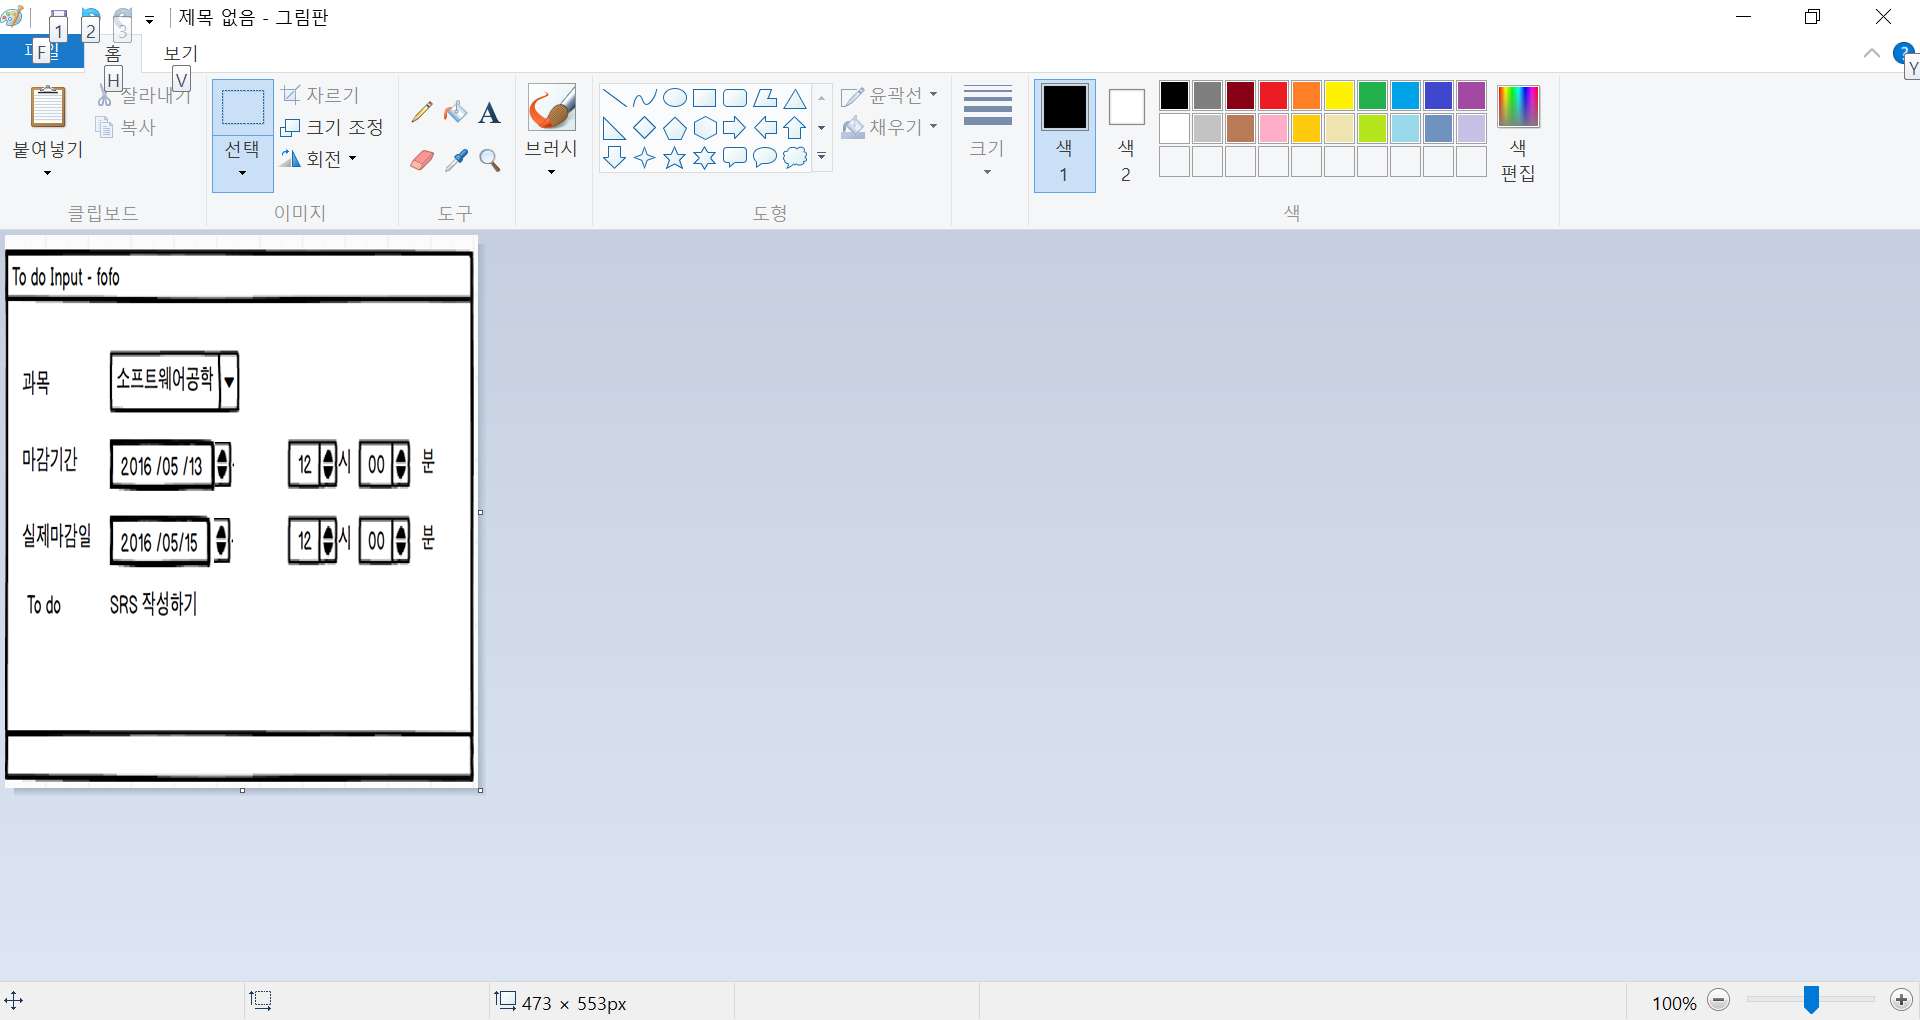 1 2 3 제목 없음 - 그림판
F 홈 보기
H V Y
붙여넣기 잘라내기 복사
클립보드
선택 자르기 크기 조정 회전
이미지
도구
브러시
도형
윤곽선
채우기
크기
색 1
색 2
색 편집
색
To do Input - fofo
과목 소프트웨어공학
마감기간 2016 /05 /13 12 시 00 분
실제마감일 2016 /05/15 12 시 00 분
To do SRS 작성하기
473 × 553px 100%